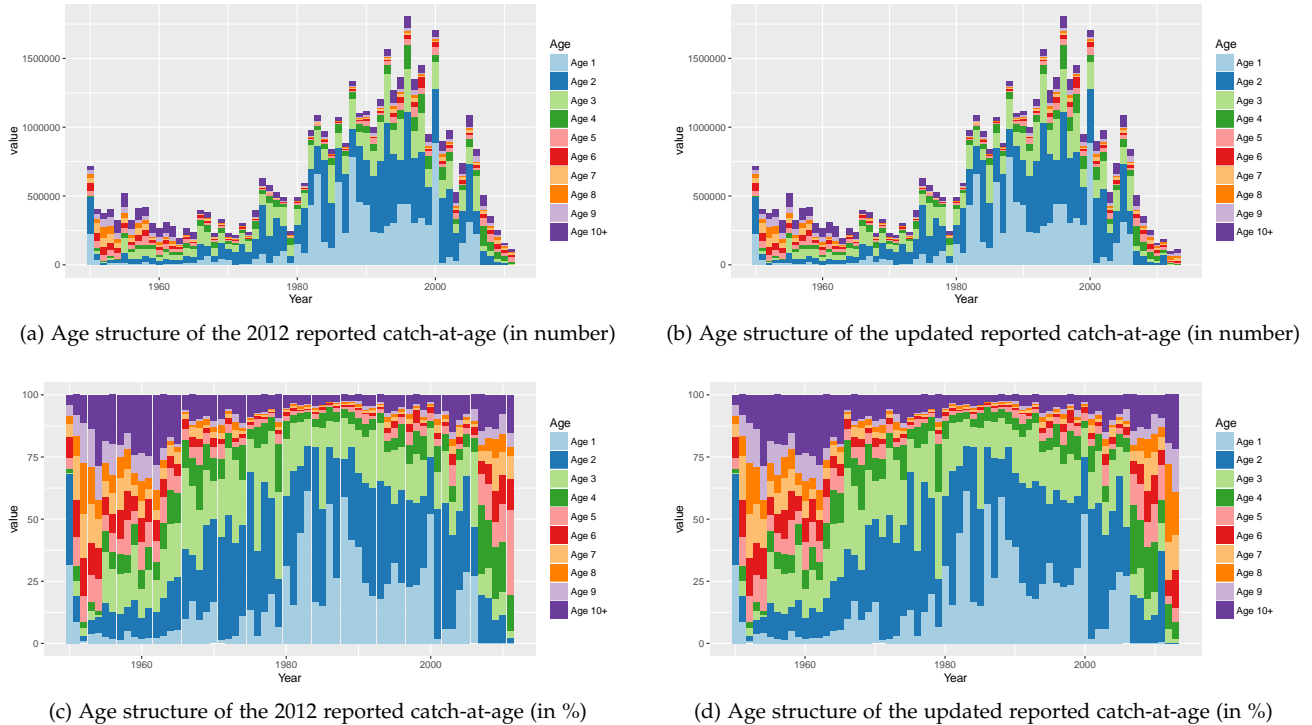 1500000
1000000
500000
0
value
1960
1980
2000
Year
Age
Age 1
Age 2
Age 3
Age 4
Age 5
Age 6
Age 7
Age 8
Age 9
Age 10+
(a) Age structure of the 2012 reported catch-at-age (in number)
1500000
1000000
500000
0
value
1960
1980
2000
Year
Age
Age 1
Age 2
Age 3
Age 4
Age 5
Age 6
Age 7
Age 8
Age 9
Age 10+
(b) Age structure of the updated reported catch-at-age (in number)
100
75
50
25
0
value
1960
1980
2000
Year
Age
Age 1
Age 2
Age 3
Age 4
Age 5
Age 6
Age 7
Age 8
Age 9
Age 10+
(c) Age structure of the 2012 reported catch-at-age (in %)
100
75
50
25
0
value
1960
1980
2000
Year
Age
Age 1
Age 2
Age 3
Age 4
Age 5
Age 6
Age 7
Age 8
Age 9
Age 10+
(d) Age structure of the updated reported catch-at-age (in %)